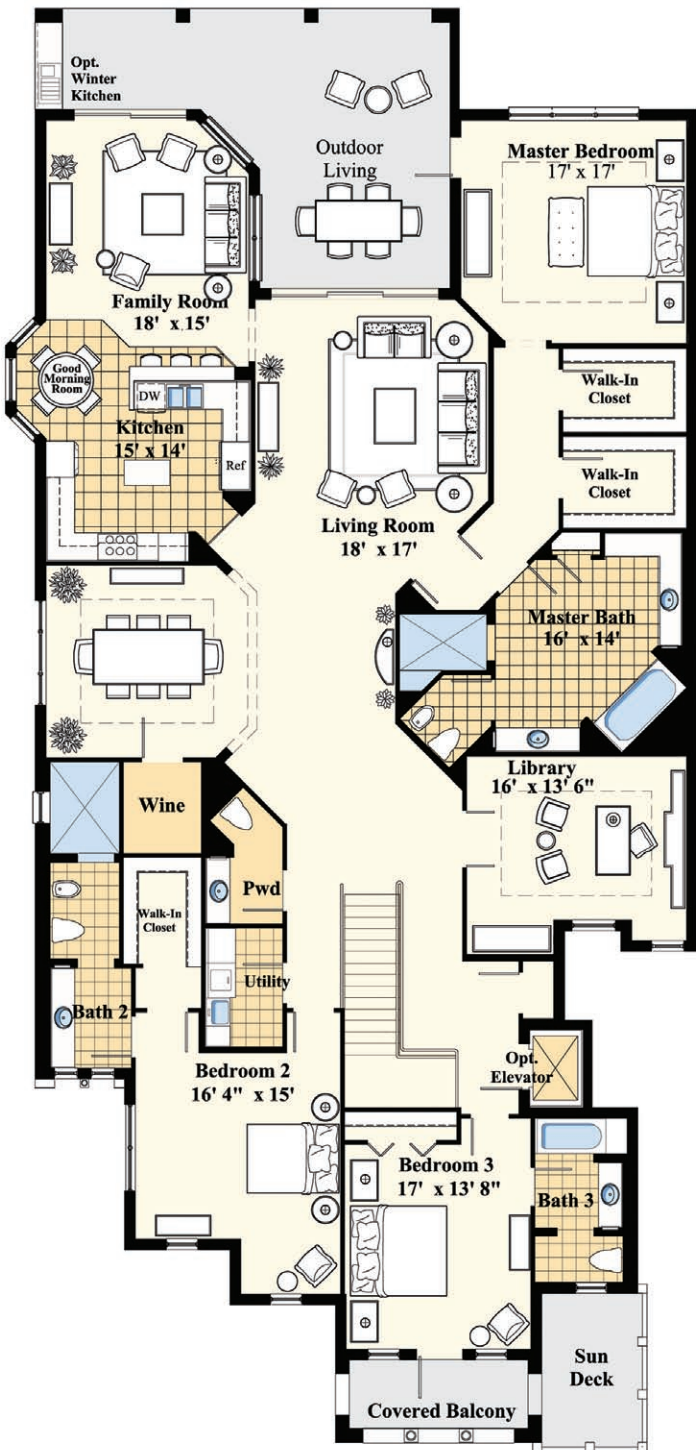 Opt.
Winter
Kitchen
Outdoor
Living
Master Bedroom
17' x 17'
Family Room
18' x 15'
Good
Morning
Room
DW
Kitchen
15' x 14'
Ref
Walk-In
Closet
Walk-In
Closet
Living Room
18' x 17'
Master Bath
16' x 14'
Library
16' x 13' 6"
Wine
Pwd
Walk-In
Closet
Utility
Bath 2
Opt.
Elevator
Bedroom 2
16' 4" x 15'
Bedroom 3
17' x 13' 8"
Bath 3
Sun
Deck
Covered Balcony